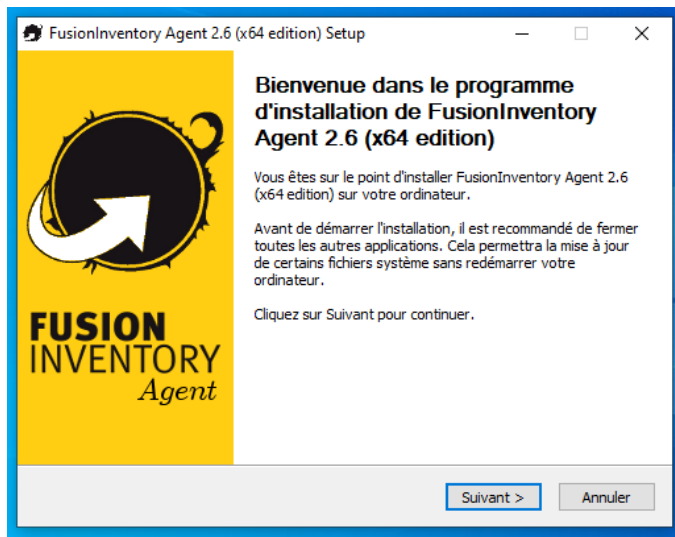 FusionInventory Agent 2.6 (x64 edition) Setup
Bienvenue dans le programme
d'installation de FusionInventory
Agent 2.6 (x64 edition)
Vous êtes sur le point d'installer FusionInventory Agent 2.6
(x64 edition) sur votre ordinateur.
Avant de démarrer l'installation, il est recommandé de fermer
toutes les autres applications. Cela permettra la mise à jour
de certains fichiers système sans redémarrer votre
ordinateur.
Cliquez sur Suivant pour continuer.
FUSION
INVENTORY
Agent
Suivant >
Annuler